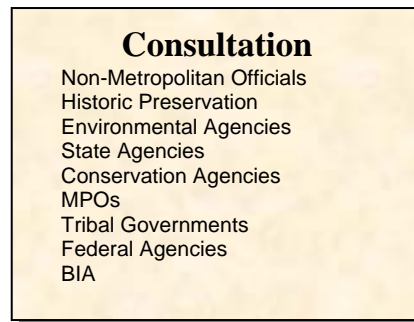 Consultation
Non-Metropolitan Officials
Historic Preservation
Environmental Agencies
State Agencies
Conservation Agencies
MPOs
Tribal Governments
Federal Agencies
BIA